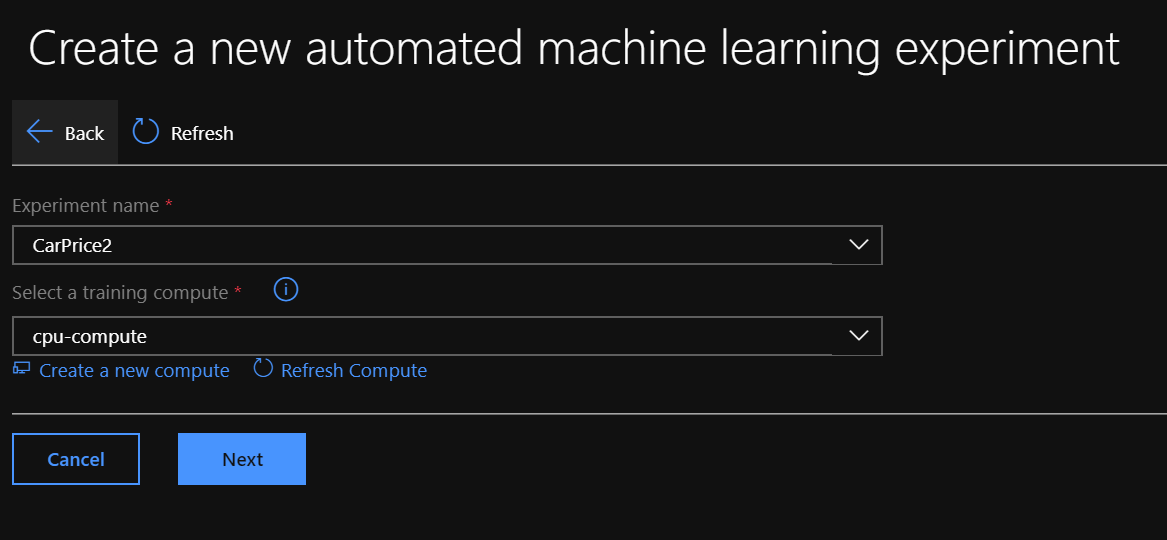 Create a new automated machine learning experiment
Back Refresh
Experiment name *
CarPrice2
Select a training compute *
cpu-compute
Create a new compute Refresh Compute
Cancel Next